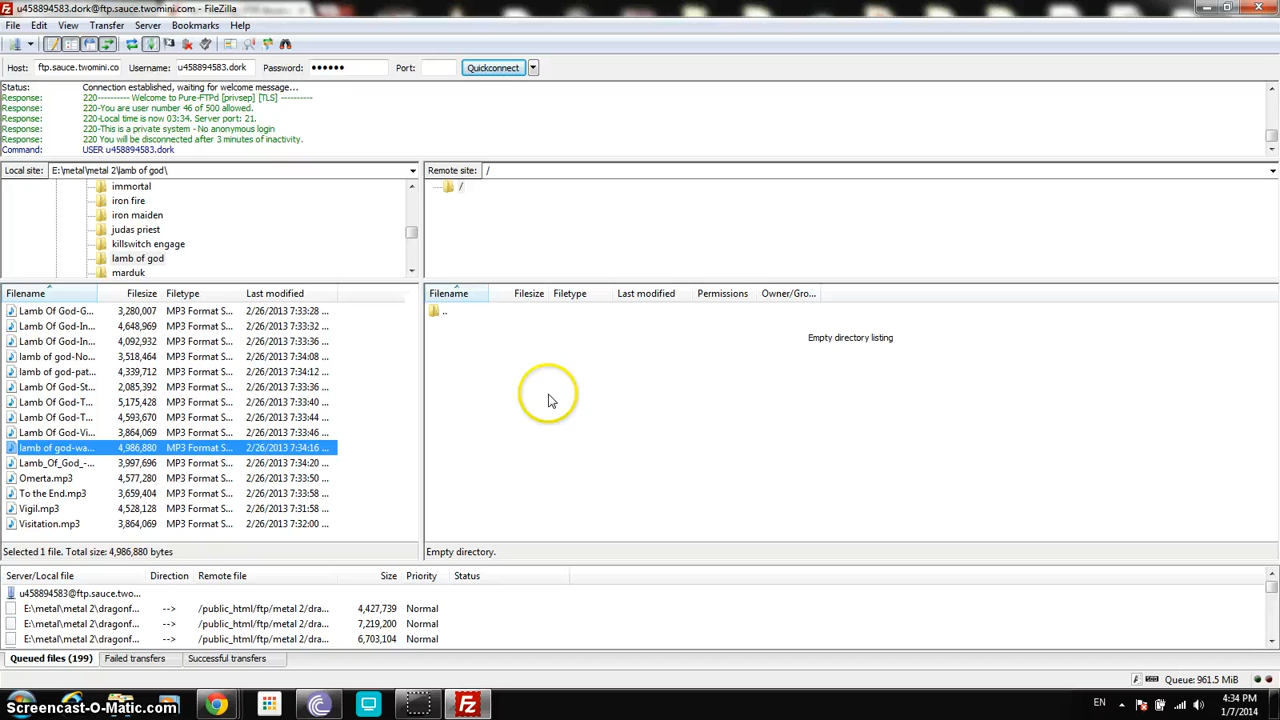 u458894583.dork@ftp.sauce.twomini.com - FileZilla
File Edit View Transfer Server Bookmarks Help
Host: ftp.sauce.twomini.co Username: u458894583.dork Password: •••••• Port: Quickconnect
Status: Connection established, waiting for welcome message...
Response: 220---------- Welcome to Pure-FTPd [privsep] [TLS] ----------
Response: 220-You are user number 46 of 500 allowed.
Response: 220-Local time is now 03:34. Server port: 21.
Response: 220-This is a private system - No anonymous login
Response: 220 You will be disconnected after 3 minutes of inactivity.
Command: USER u458894583.dork
Local site: E:\metal\metal 2\lamb of god\
immortal
iron fire
iron maiden
judas priest
killswitch engage
lamb of god
marduk
Remote site: /
/
Filename Filesize Filetype Last modified
Lamb Of God-G... 3,280,007 MP3 Format S... 2/26/2013 7:33:28 ...
Lamb Of God-In... 4,648,969 MP3 Format S... 2/26/2013 7:33:32 ...
Lamb Of God-In... 4,092,932 MP3 Format S... 2/26/2013 7:33:36 ...
lamb of god-No... 3,518,464 MP3 Format S... 2/26/2013 7:34:08 ...
lamb of god-pat... 4,339,712 MP3 Format S... 2/26/2013 7:34:12 ...
Lamb Of God-St... 2,085,392 MP3 Format S... 2/26/2013 7:33:36 ...
Lamb Of God-T... 5,175,428 MP3 Format S... 2/26/2013 7:33:40 ...
Lamb Of God-T... 4,593,670 MP3 Format S... 2/26/2013 7:33:44 ...
Lamb Of God-Vi... 3,864,069 MP3 Format S... 2/26/2013 7:33:46 ...
lamb of god-wa... 4,986,880 MP3 Format S... 2/26/2013 7:34:16 ...
Lamb_Of_God_-... 3,997,696 MP3 Format S... 2/26/2013 7:34:20 ...
Omerta.mp3 4,577,280 MP3 Format S... 2/26/2013 7:33:50 ...
To the End.mp3 3,659,404 MP3 Format S... 2/26/2013 7:33:58 ...
Vigil.mp3 4,528,128 MP3 Format S... 2/26/2013 7:31:58 ...
Visitation.mp3 3,864,069 MP3 Format S... 2/26/2013 7:32:00 ...
Selected 1 file. Total size: 4,986,880 bytes
Filename Filesize Filetype Last modified Permissions Owner/Gro...
..
Empty directory listing
Empty directory.
Server/Local file Direction Remote file Size Priority Status
u458894583@ftp.sauce.two...
E:\metal\metal 2\dragonf... --> /public_html/ftp/metal 2/dra... 4,427,739 Normal
E:\metal\metal 2\dragonf... --> /public_html/ftp/metal 2/dra... 7,219,200 Normal
E:\metal\metal 2\dragonf... --> /public_html/ftp/metal 2/dra... 6,703,104 Normal
Queued files (199) Failed transfers Successful transfers
Queue: 961.5 MiB
EN 4:34 PM
1/7/2014
Screencast-O-Matic.com